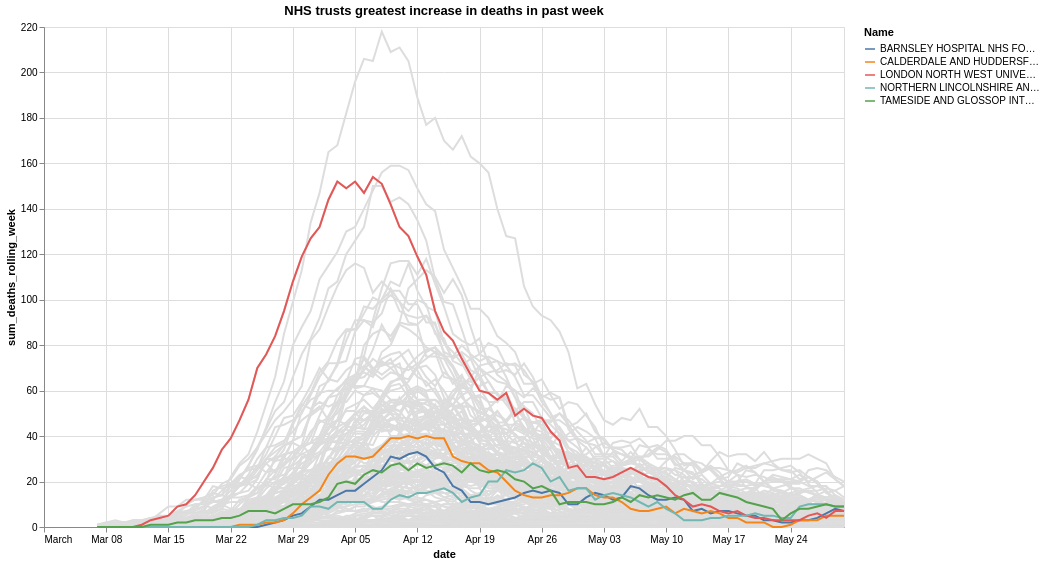 NHS trusts greatest increase in deaths in past week
Name
BARNSLEY HOSPITAL NHS FO…
CALDERDALE AND HUDDERSF…
LONDON NORTH WEST UNIVE…
NORTHERN LINCOLNSHIRE AN…
TAMESIDE AND GLOSSOP INT…
sum_deaths_rolling_week
220
200
180
160
140
120
100
80
60
40
20
0
March Mar 08 Mar 15 Mar 22 Mar 29 Apr 05 Apr 12 Apr 19 Apr 26 May 03 May 10 May 17 May 24
date